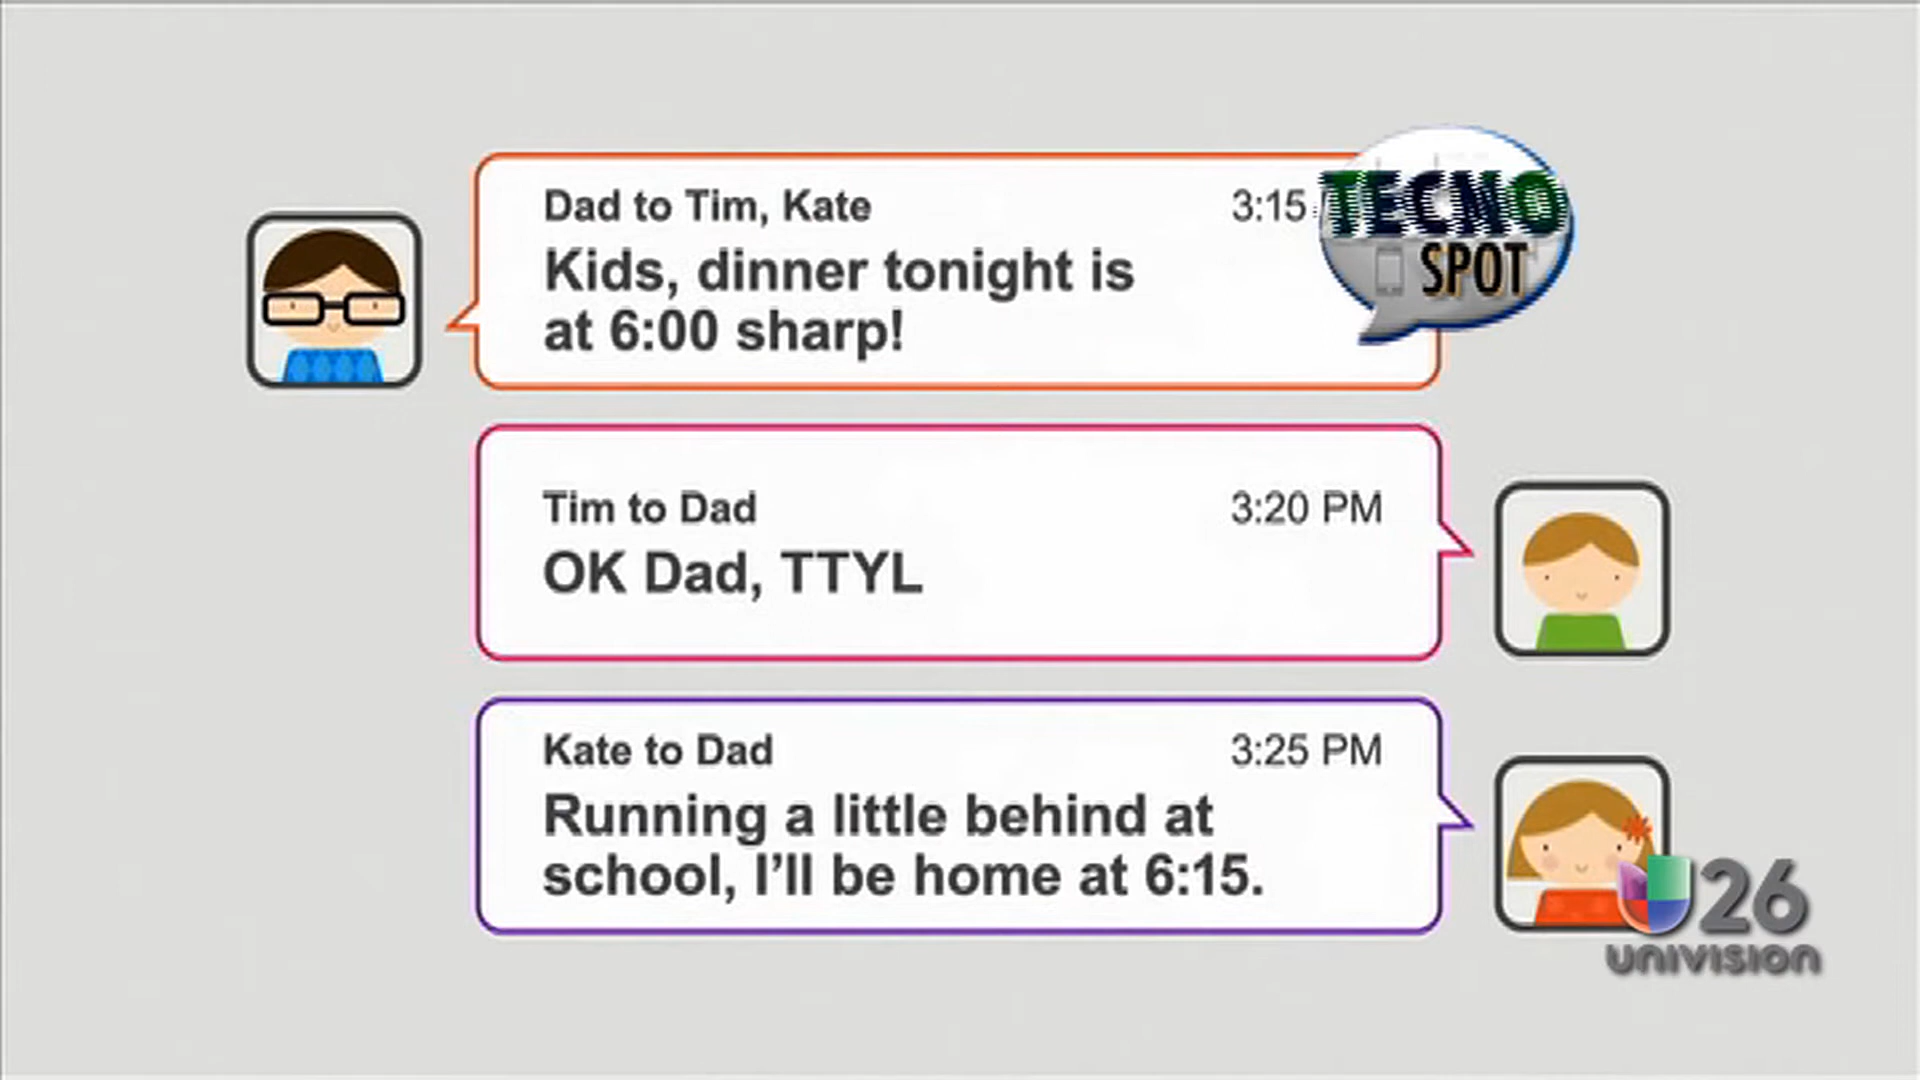 Dad to Tim, Kate 3:15
TECNO
SPOT
Kids, dinner tonight is
at 6:00 sharp!
Tim to Dad 3:20 PM
OK Dad, TTYL
Kate to Dad 3:25 PM
Running a little behind at
school, I’ll be home at 6:15.
26
UNIVISION